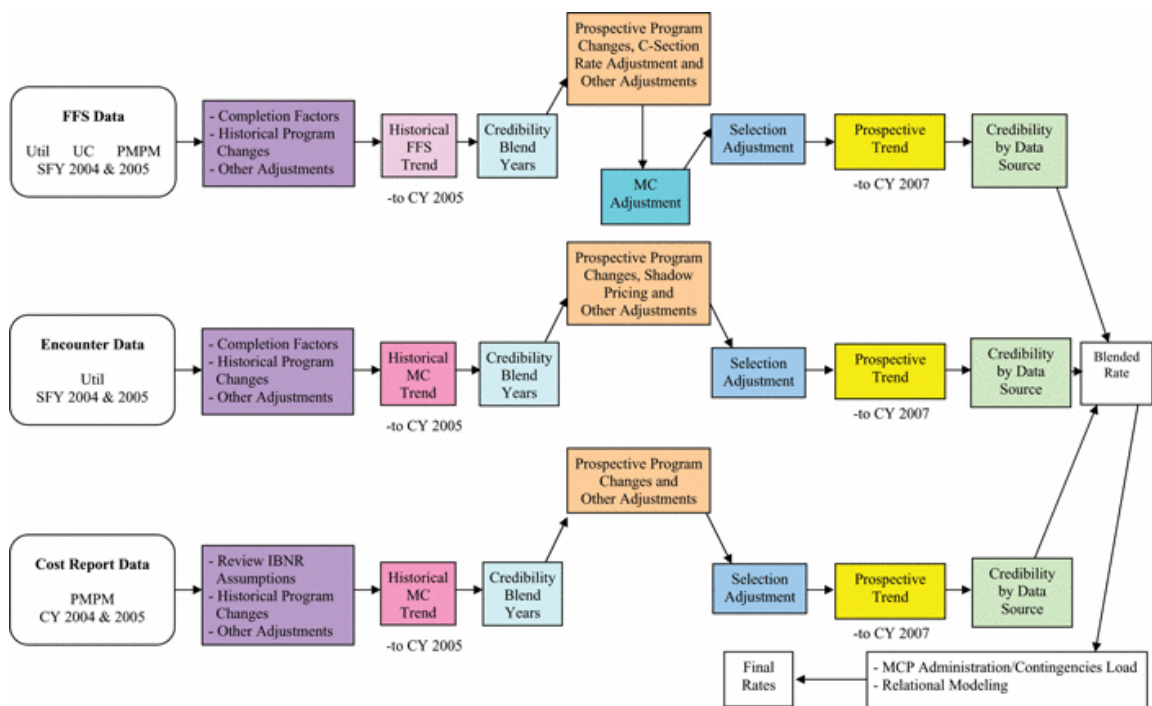 FFS Data
Util UC PMPM
SFY 2004 & 2005
- Completion Factors
- Historical Program
Changes
- Other Adjustments
Historical
FFS
Trend
-to CY 2005
Credibility
Blend
Years
Prospective Program
Changes, C-Section
Rate Adjustment and
Other Adjustments
MC
Adjustment
Selection
Adjustment
Prospective
Trend
-to CY 2007
Credibility
by Data
Source
Encounter Data
Util
SFY 2004 & 2005
- Completion Factors
- Historical Program
Changes
- Other Adjustments
Historical
MC
Trend
-to CY 2005
Credibility
Blend
Years
Prospective Program
Changes, Shadow
Pricing and
Other Adjustments
Selection
Adjustment
Prospective
Trend
-to CY 2007
Credibility
by Data
Source
Blended
Rate
Cost Report Data
PMPM
CY 2004 & 2005
- Review IBNR
Assumptions
- Historical Program
Changes
- Other Adjustments
Historical
MC
Trend
-to CY 2005
Credibility
Blend
Years
Prospective Program
Changes and
Other Adjustments
Selection
Adjustment
Prospective
Trend
-to CY 2007
Credibility
by Data
Source
- MCP Administration/Contingencies Load
- Relational Modeling
Final
Rates